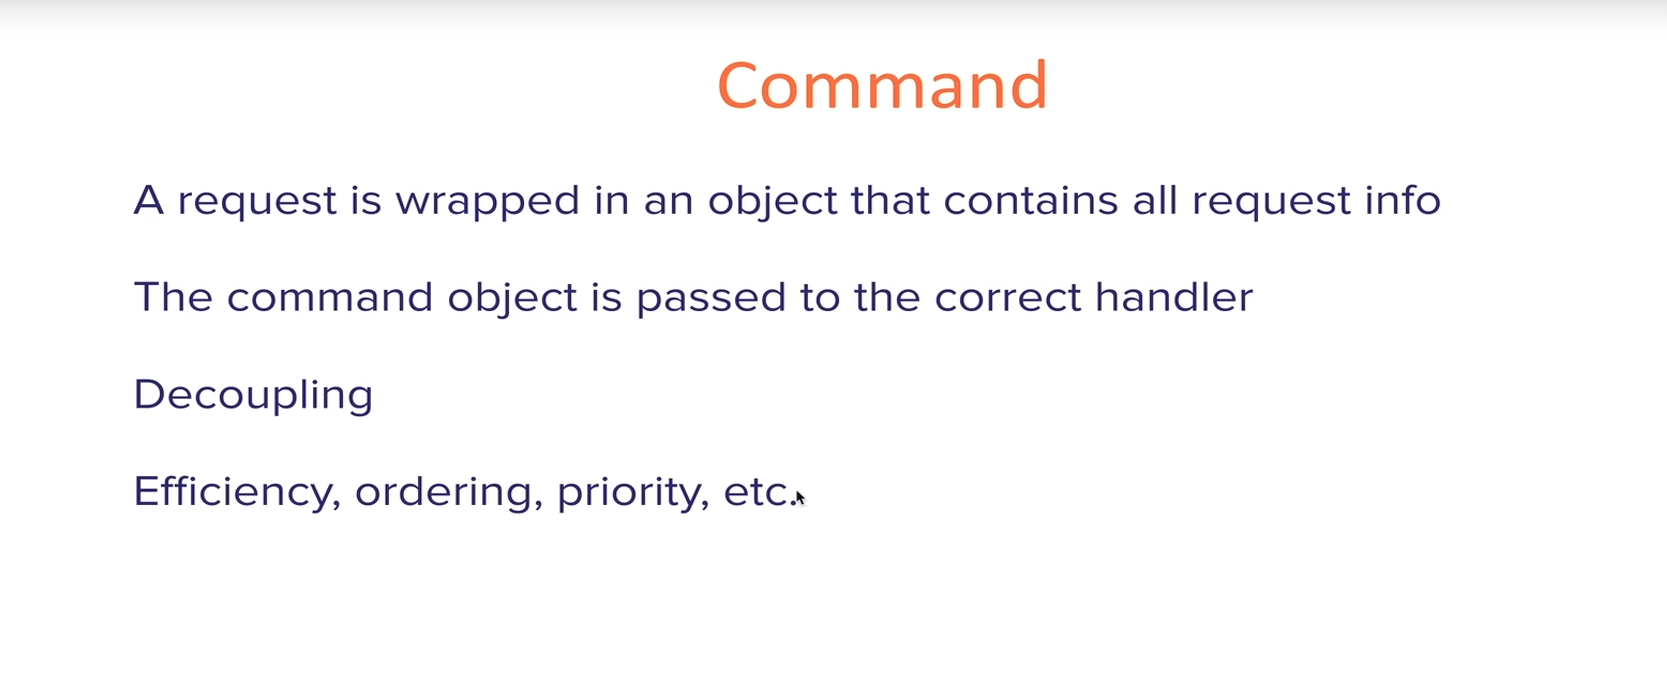 Command
A request is wrapped in an object that contains all request info
The command object is passed to the correct handler
Decoupling
Efficiency, ordering, priority, etc.